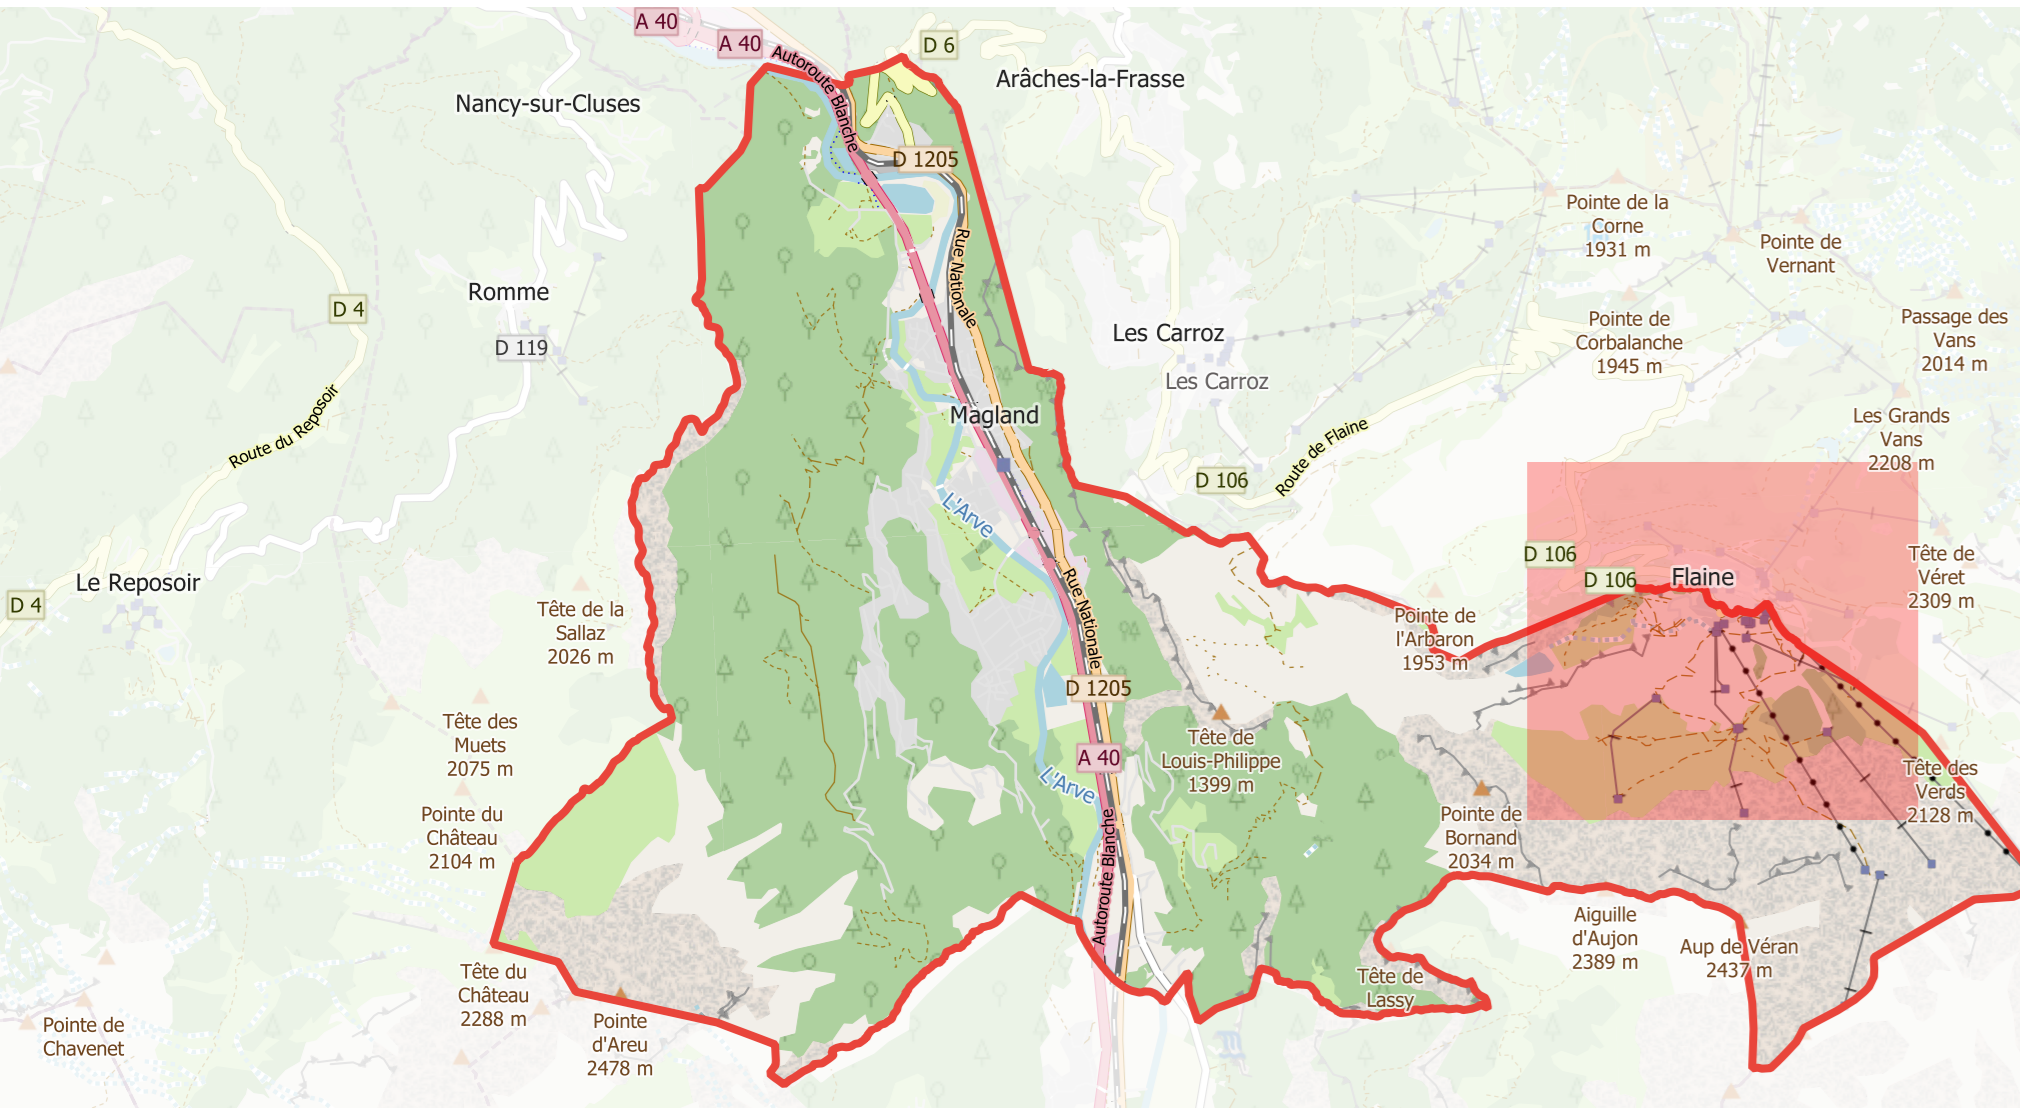 A 40
A 40
Autoroute Blanche
D 6
Arâches-la-Frasse
Nancy-sur-Cluses
D 1205
Pointe de la
Corne
1931 m
Pointe de
Vernant
Romme
D 4
D 119
Rue Nationale
Les Carroz
Les Carroz
Pointe de
Corbalanche
1945 m
Passage des
Vans
2014 m
Route du Reposoir
Magland
Route de Flaine
D 106
Les Grands
Vans
2208 m
L'Arve
D 106
D 106
Flaine
Tête de
Véret
2309 m
Le Reposoir
D 4
Tête de la
Sallaz
2026 m
Rue Nationale
Pointe de
l'Arbaron
1953 m
D 1205
Tête des
Muets
2075 m
A 40
Tête de
Louis-Philippe
1399 m
L'Arve
Tête des
Verds
2128 m
Pointe du
Château
2104 m
Pointe de
Bornand
2034 m
Autoroute Blanche
Aiguille
d'Aujon
2389 m
Aup de Véran
2437 m
Tête du
Château
2288 m
Tête de
Lassy
Pointe de
Chavenet
Pointe
d'Areu
2478 m